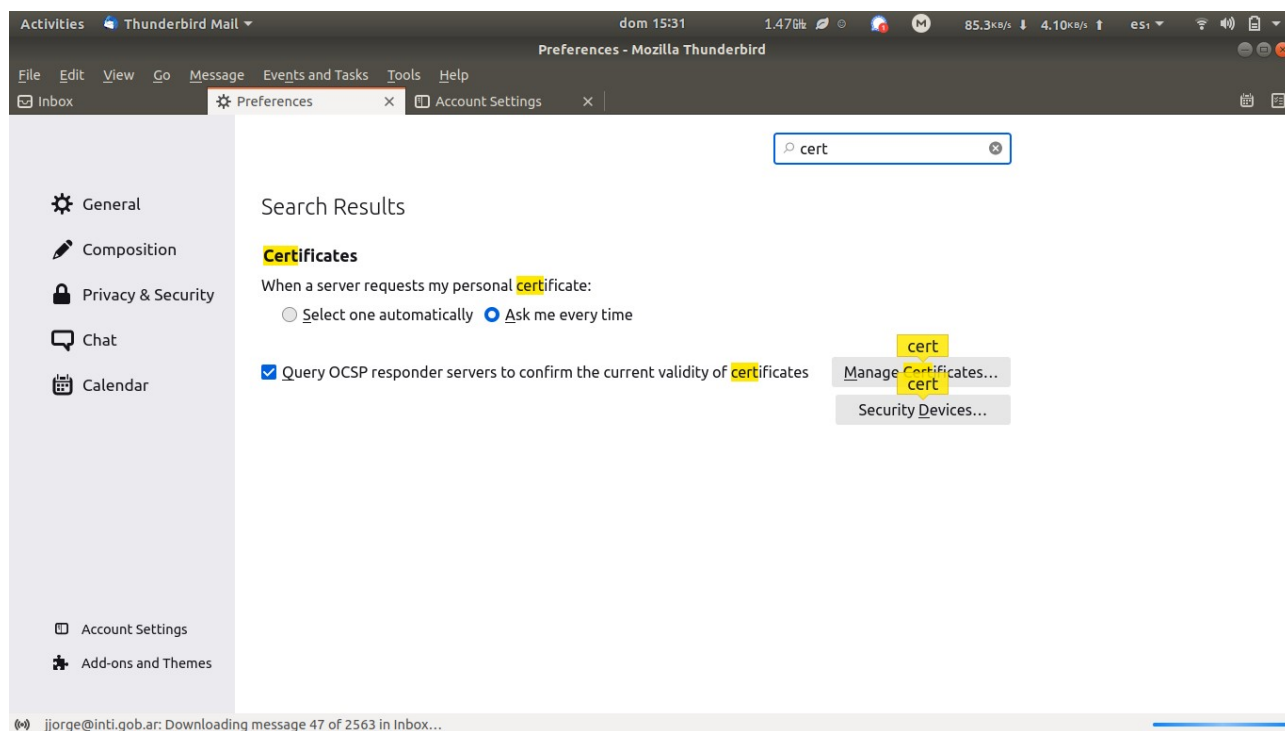 Activities Thunderbird Mail dom 15:31 1.47GHz M 85.3KB/s 4.10KB/s es₁
Preferences - Mozilla Thunderbird
File Edit View Go Message Events and Tasks Tools Help
Inbox Preferences Account Settings
cert
General
Composition
Privacy & Security
Chat
Calendar
Search Results
Certificates
When a server requests my personal certificate:
Select one automatically Ask me every time
cert
Query OCSP responder servers to confirm the current validity of certificates Manage Certificates...
cert
Security Devices...
Account Settings
Add-ons and Themes
jjorge@inti.gob.ar: Downloading message 47 of 2563 in Inbox...